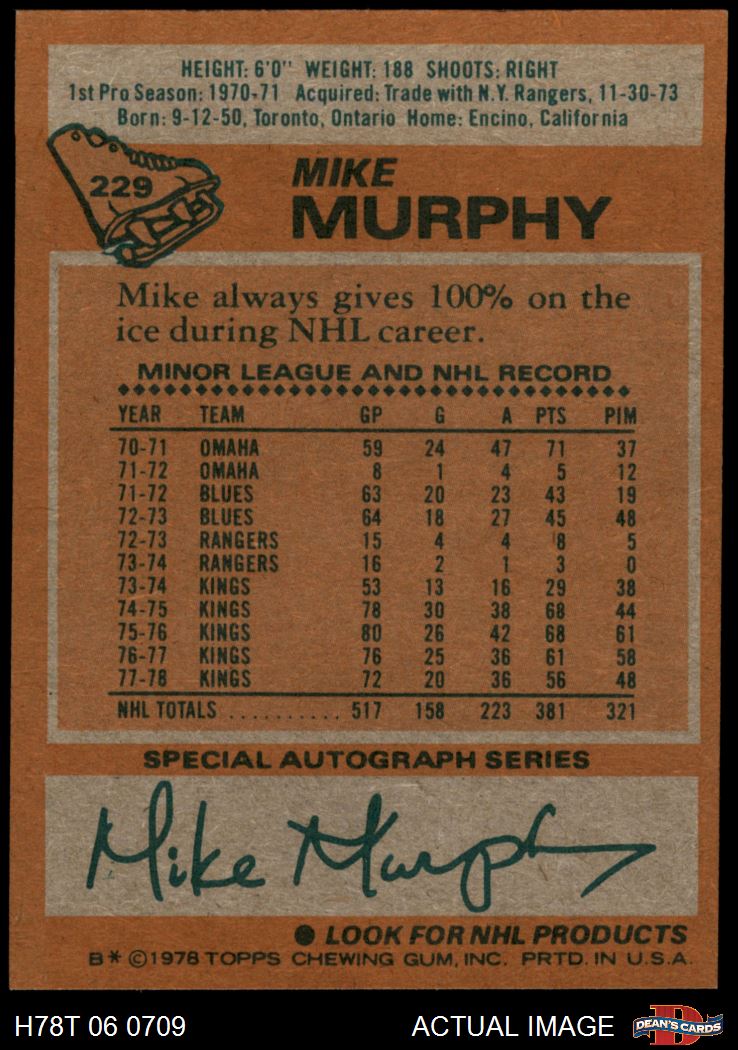 HEIGHT: 6'0" WEIGHT: 188 SHOOTS: RIGHT
1st Pro Season: 1970-71 Acquired: Trade with N.Y. Rangers, 11-30-73
Born: 9-12-50, Toronto, Ontario Home: Encino, California
229
MIKE
MURPHY
Mike always gives 100% on the
ice during NHL career.
MINOR LEAGUE AND NHL RECORD
YEAR TEAM GP G A PTS PIM
70-71 OMAHA 59 24 47 71 37
71-72 OMAHA 8 1 4 5 12
71-72 BLUES 63 20 23 43 19
72-73 BLUES 64 18 27 45 48
72-73 RANGERS 15 4 4 8 5
73-74 RANGERS 16 2 1 3 0
73-74 KINGS 53 13 16 29 38
74-75 KINGS 78 30 38 68 44
75-76 KINGS 80 26 42 68 61
76-77 KINGS 76 25 36 61 58
77-78 KINGS 72 20 36 56 48
NHL TOTALS .......... 517 158 223 381 321
SPECIAL AUTOGRAPH SERIES
Mike Murphy
● LOOK FOR NHL PRODUCTS
B* ©1978 TOPPS CHEWING GUM, INC. PRTD. IN U.S.A.
H78T 06 0709 ACTUAL IMAGE
D
DEAN'S CARDS